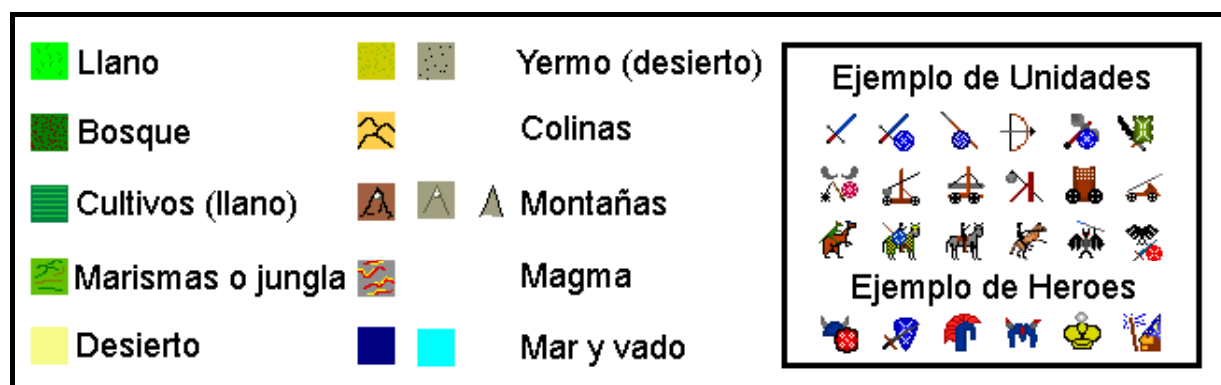 Llano
Bosque
Cultivos (llano)
Marismas o jungla
Desierto
Yermo (desierto)
Colinas
Montañas
Magma
Mar y vado
Ejemplo de Unidades
Ejemplo de Heroes